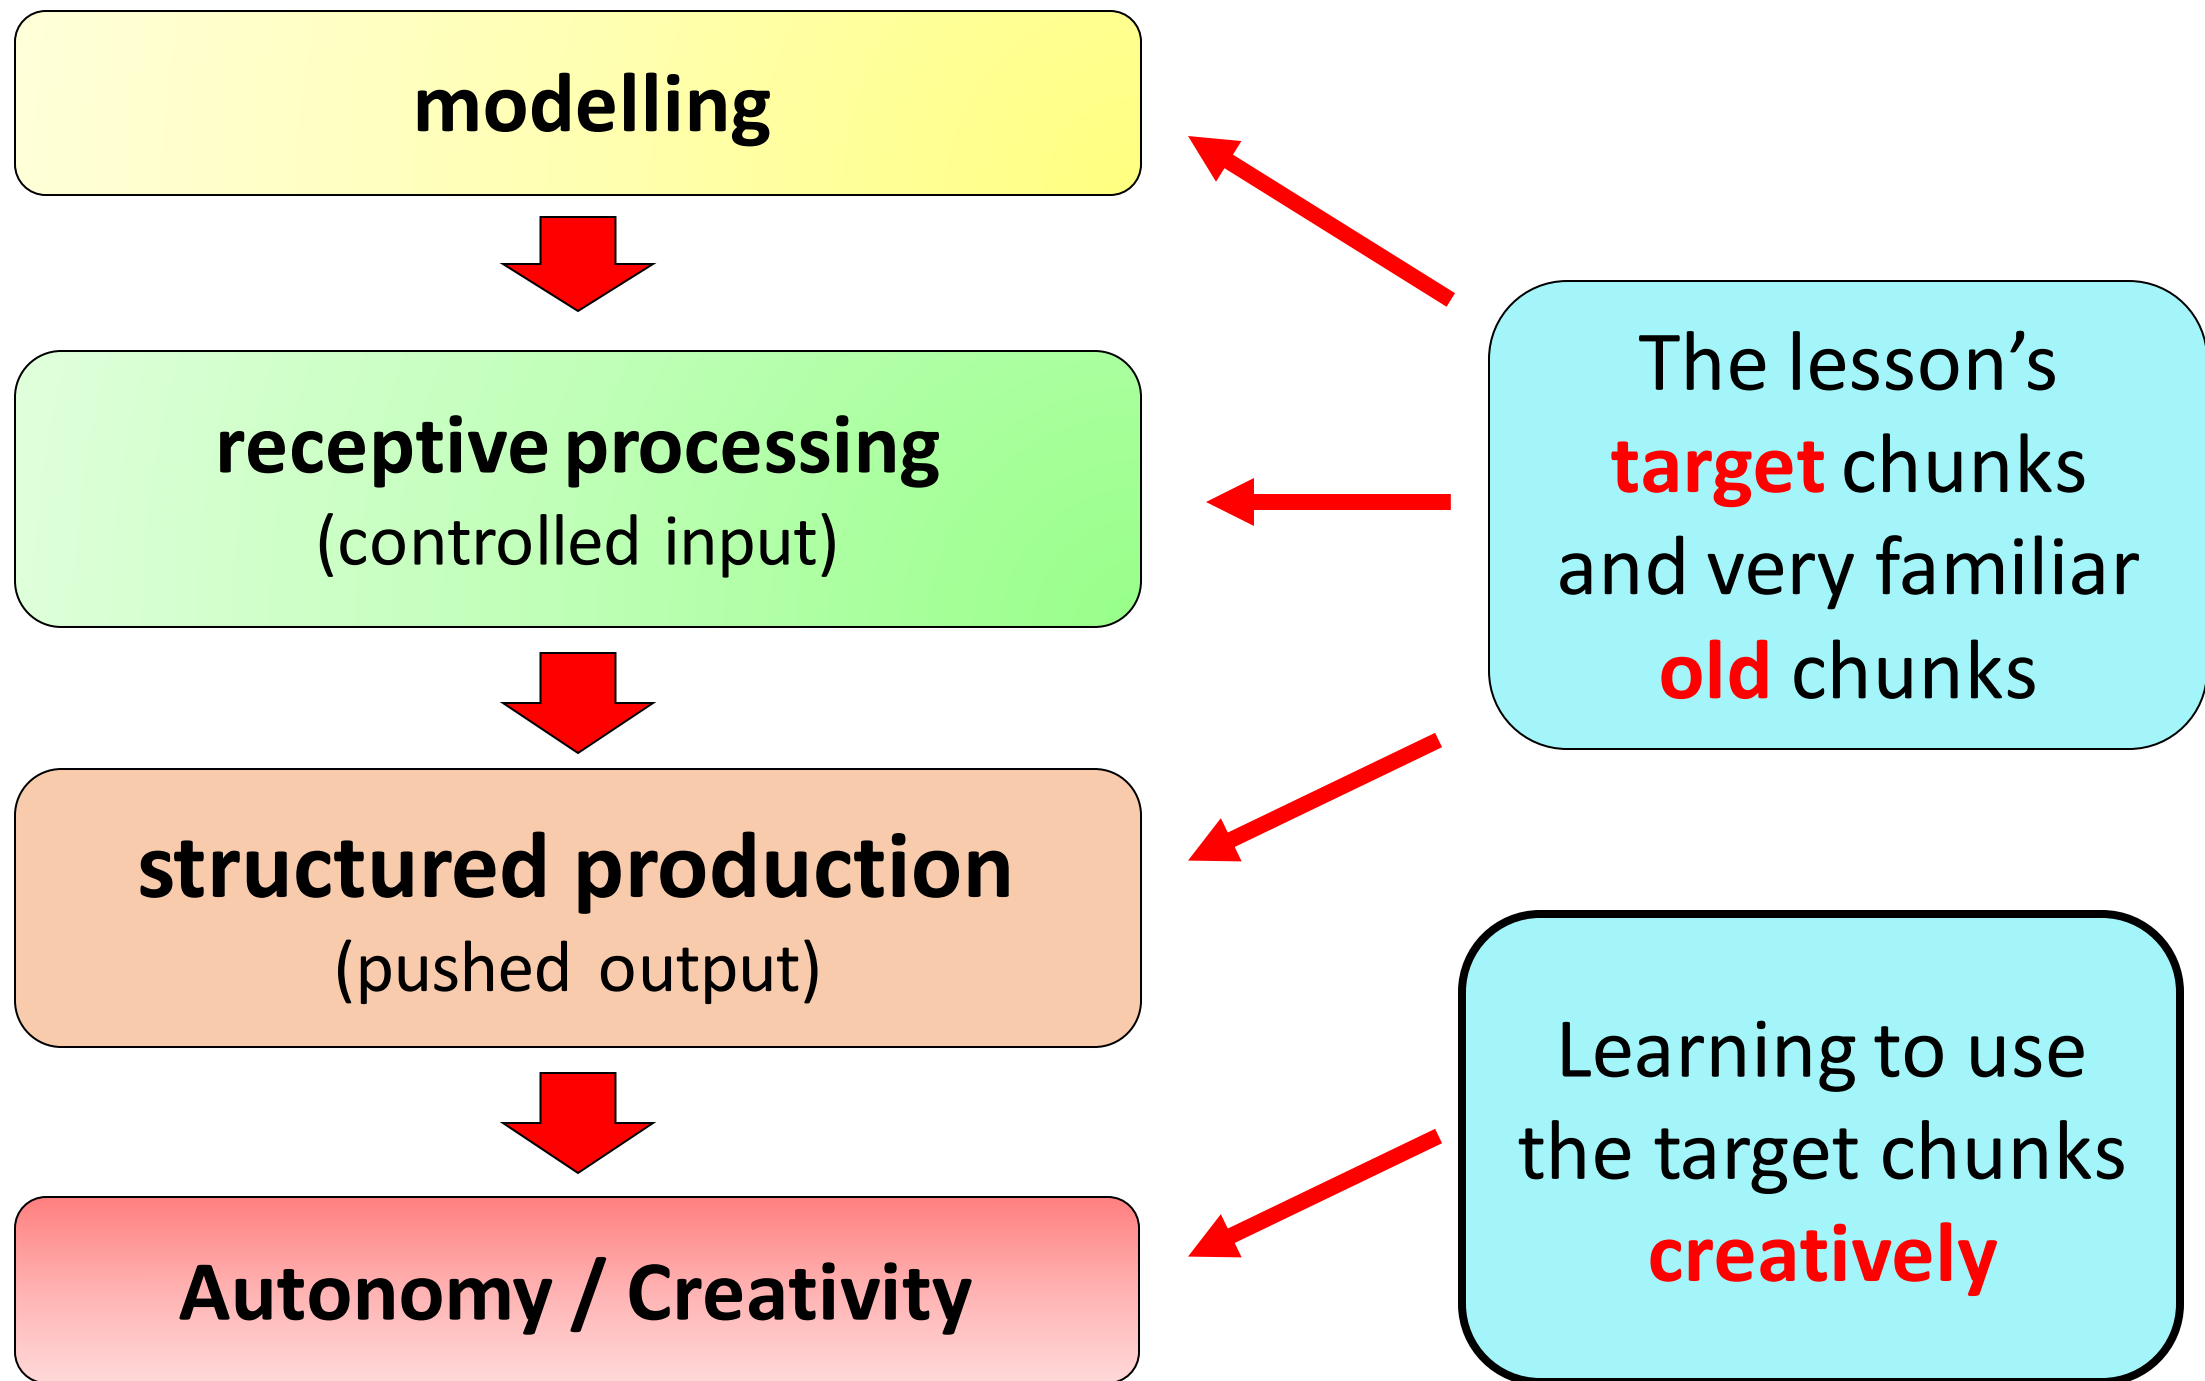 modelling
receptive processing
(controlled input)
structured production
(pushed output)
Autonomy / Creativity
The lesson’s
target chunks
and very familiar
old chunks
Learning to use
the target chunks
creatively